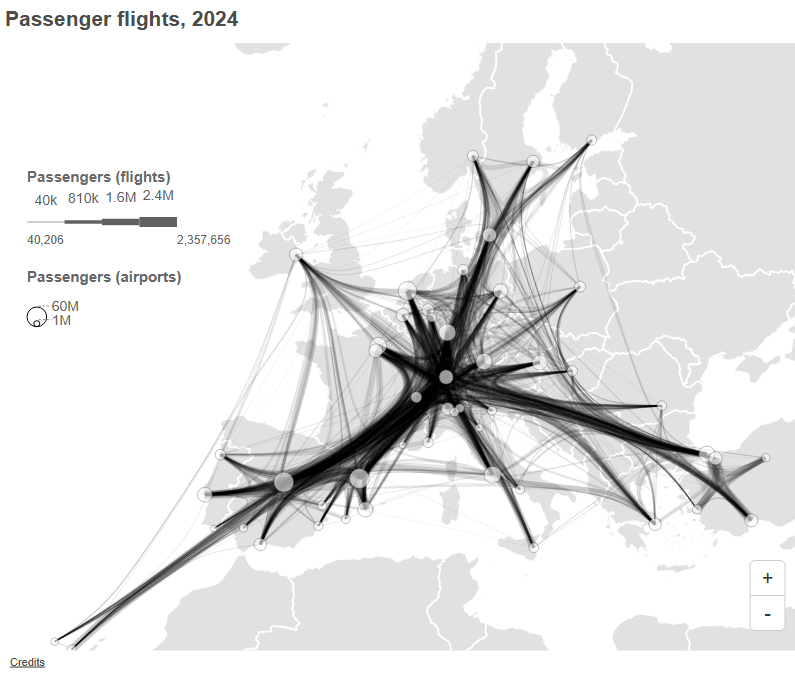 Passenger flights, 2024
Passengers (flights)
40k 810k 1.6M 2.4M
40,206 2,357,656
Passengers (airports)
60M
1M
+
-
Credits